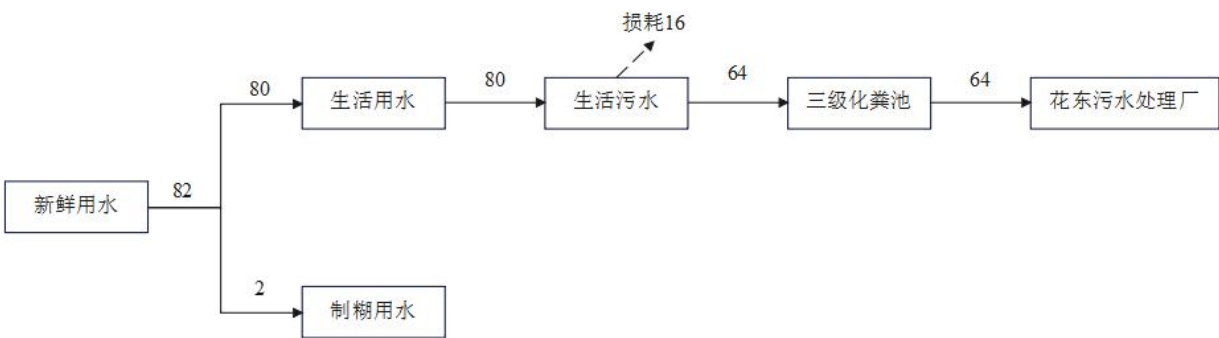 损耗16
80
生活用水
80
生活污水
64
三级化粪池
64
花东污水处理厂
新鲜用水
82
2
制糊用水